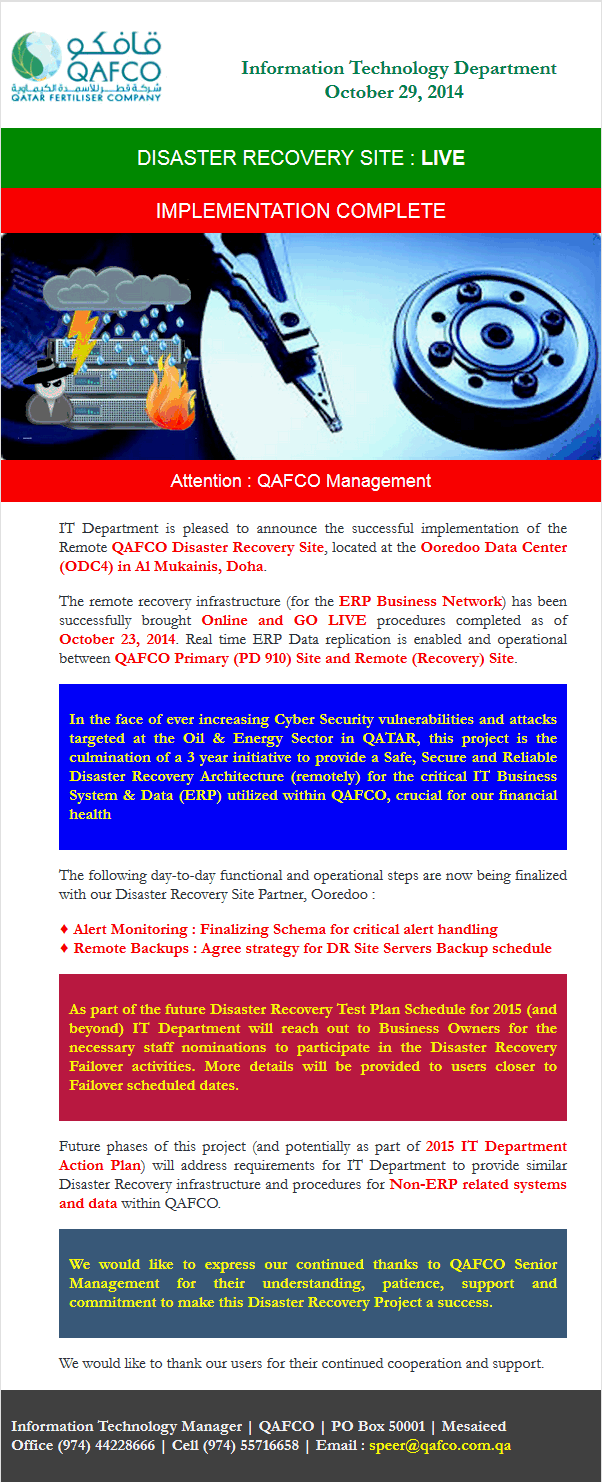 قافكو
QAFCO
شركة قطر للأسمدة الكيماوية
QATAR FERTILISER COMPANY
Information Technology Department
October 29, 2014
DISASTER RECOVERY SITE : LIVE
IMPLEMENTATION COMPLETE
Attention : QAFCO Management
IT Department is pleased to announce the successful implementation of the
Remote QAFCO Disaster Recovery Site, located at the Ooredoo Data Center
(ODC4) in Al Mukainis, Doha.
The remote recovery infrastructure (for the ERP Business Network) has been
successfully brought Online and GO LIVE procedures completed as of
October 23, 2014. Real time ERP Data replication is enabled and operational
between QAFCO Primary (PD 910) Site and Remote (Recovery) Site.
In the face of ever increasing Cyber Security vulnerabilities and attacks
targeted at the Oil & Energy Sector in QATAR, this project is the
culmination of a 3 year initiative to provide a Safe, Secure and Reliable
Disaster Recovery Architecture (remotely) for the critical IT Business
System & Data (ERP) utilized within QAFCO, crucial for our financial
health
The following day-to-day functional and operational steps are now being finalized
with our Disaster Recovery Site Partner, Ooredoo :
♦ Alert Monitoring : Finalizing Schema for critical alert handling
♦ Remote Backups : Agree strategy for DR Site Servers Backup schedule
As part of the future Disaster Recovery Test Plan Schedule for 2015 (and
beyond) IT Department will reach out to Business Owners for the
necessary staff nominations to participate in the Disaster Recovery
Failover activities. More details will be provided to users closer to
Failover scheduled dates.
Future phases of this project (and potentially as part of 2015 IT Department
Action Plan) will address requirements for IT Department to provide similar
Disaster Recovery infrastructure and procedures for Non-ERP related systems
and data within QAFCO.
We would like to express our continued thanks to QAFCO Senior
Management for their understanding, patience, support and
commitment to make this Disaster Recovery Project a success.
We would like to thank our users for their continued cooperation and support.
Information Technology Manager | QAFCO | PO Box 50001 | Mesaieed
Office (974) 44228666 | Cell (974) 55716658 | Email : speer@qafco.com.qa